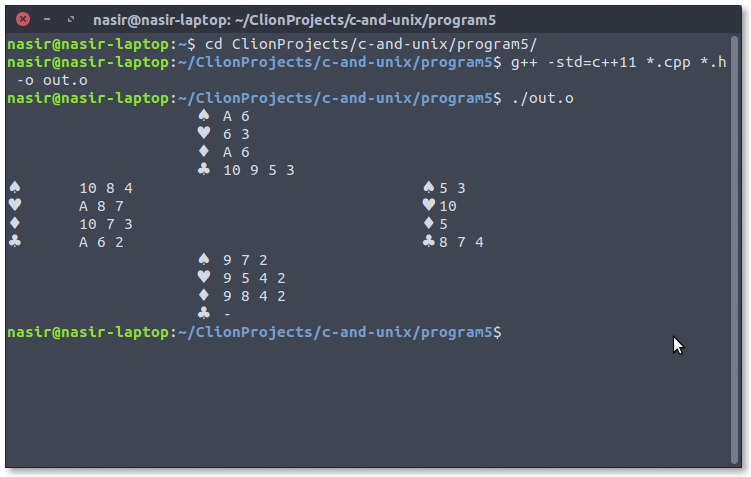 nasir@nasir-laptop: ~/ClionProjects/c-and-unix/program5
nasir@nasir-laptop:~$ cd ClionProjects/c-and-unix/program5/
nasir@nasir-laptop:~/ClionProjects/c-and-unix/program5$ g++ -std=c++11 *.cpp *.h
-o out.o
nasir@nasir-laptop:~/ClionProjects/c-and-unix/program5$ ./out.o
♠ A 6
♥ 6 3
♦ A 6
♣ 10 9 5 3
♠ 10 8 4 ♠ 5 3
♥ A 8 7 ♥ 10
♦ 10 7 3 ♦ 5
♣ A 6 2 ♣ 8 7 4
♠ 9 7 2
♥ 9 5 4 2
♦ 9 8 4 2
♣ -
nasir@nasir-laptop:~/ClionProjects/c-and-unix/program5$